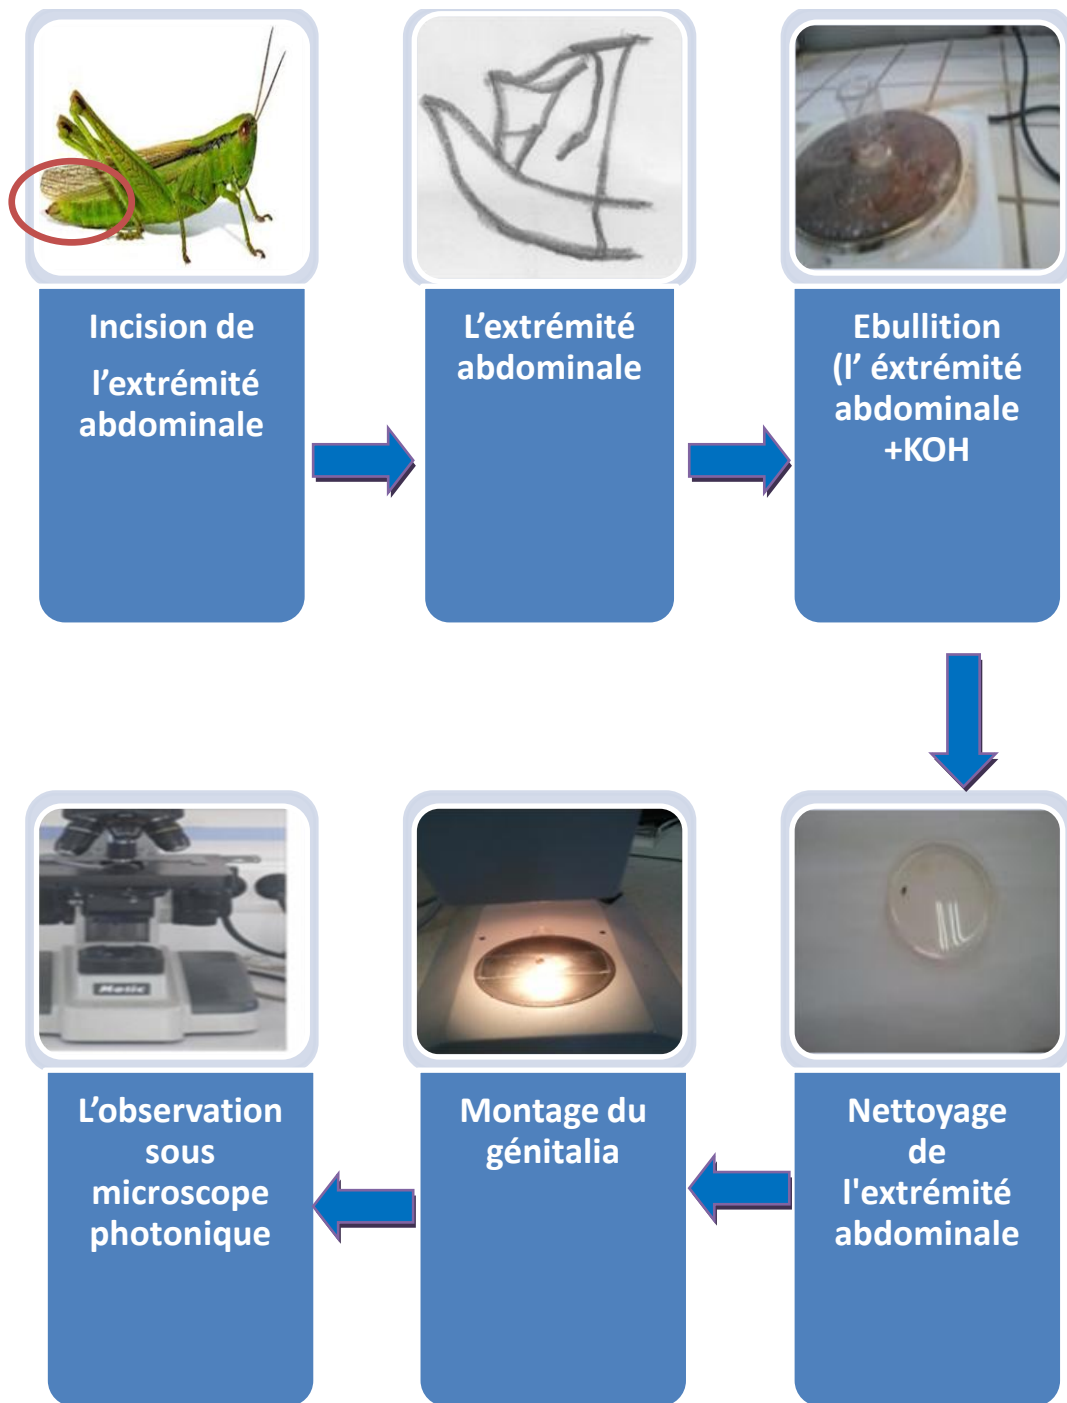 Incision de
l’extrémité
abdominale
L’extrémité
abdominale
Ebullition
(l’ éxtrémité
abdominale
+KOH
Nettoyage
de
l'extrémité
abdominale
Montage du
génitalia
L’observation
sous
microscope
photonique
Motic